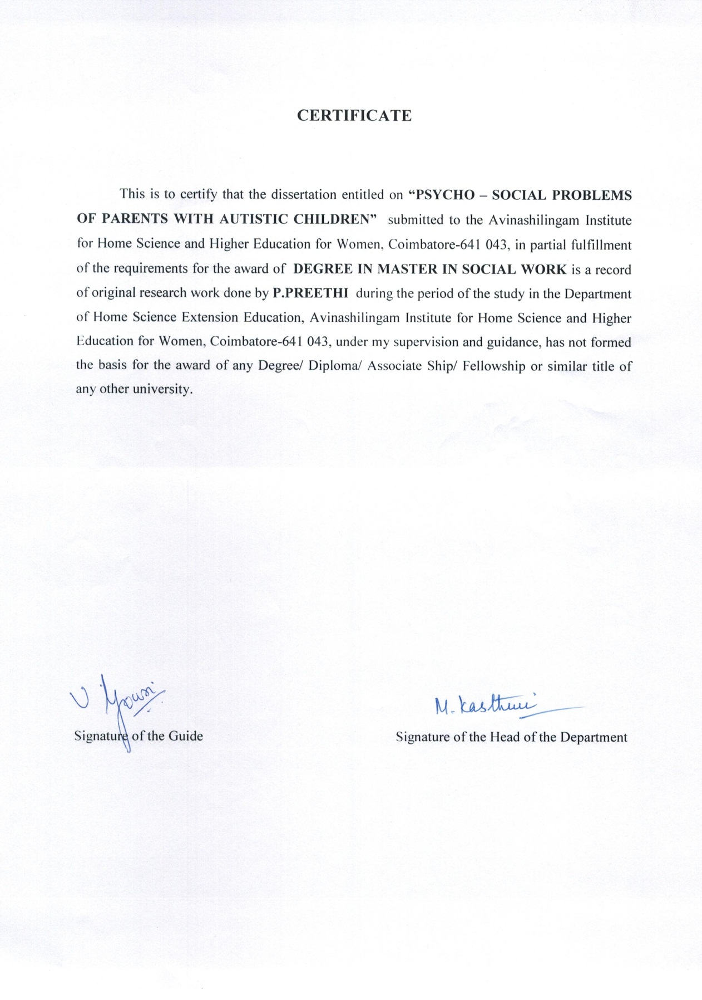 CERTIFICATE
This is to certify that the dissertation entitled on “PSYCHO – SOCIAL PROBLEMS
OF PARENTS WITH AUTISTIC CHILDREN” submitted to the Avinashilingam Institute
for Home Science and Higher Education for Women, Coimbatore-641 043, in partial fulfillment
of the requirements for the award of DEGREE IN MASTER IN SOCIAL WORK is a record
of original research work done by P.PREETHI during the period of the study in the Department
of Home Science Extension Education, Avinashilingam Institute for Home Science and Higher
Education for Women, Coimbatore-641 043, under my supervision and guidance, has not formed
the basis for the award of any Degree/ Diploma/ Associate Ship/ Fellowship or similar title of
any other university.
M. Kasthuri
Signature of the Guide
Signature of the Head of the Department